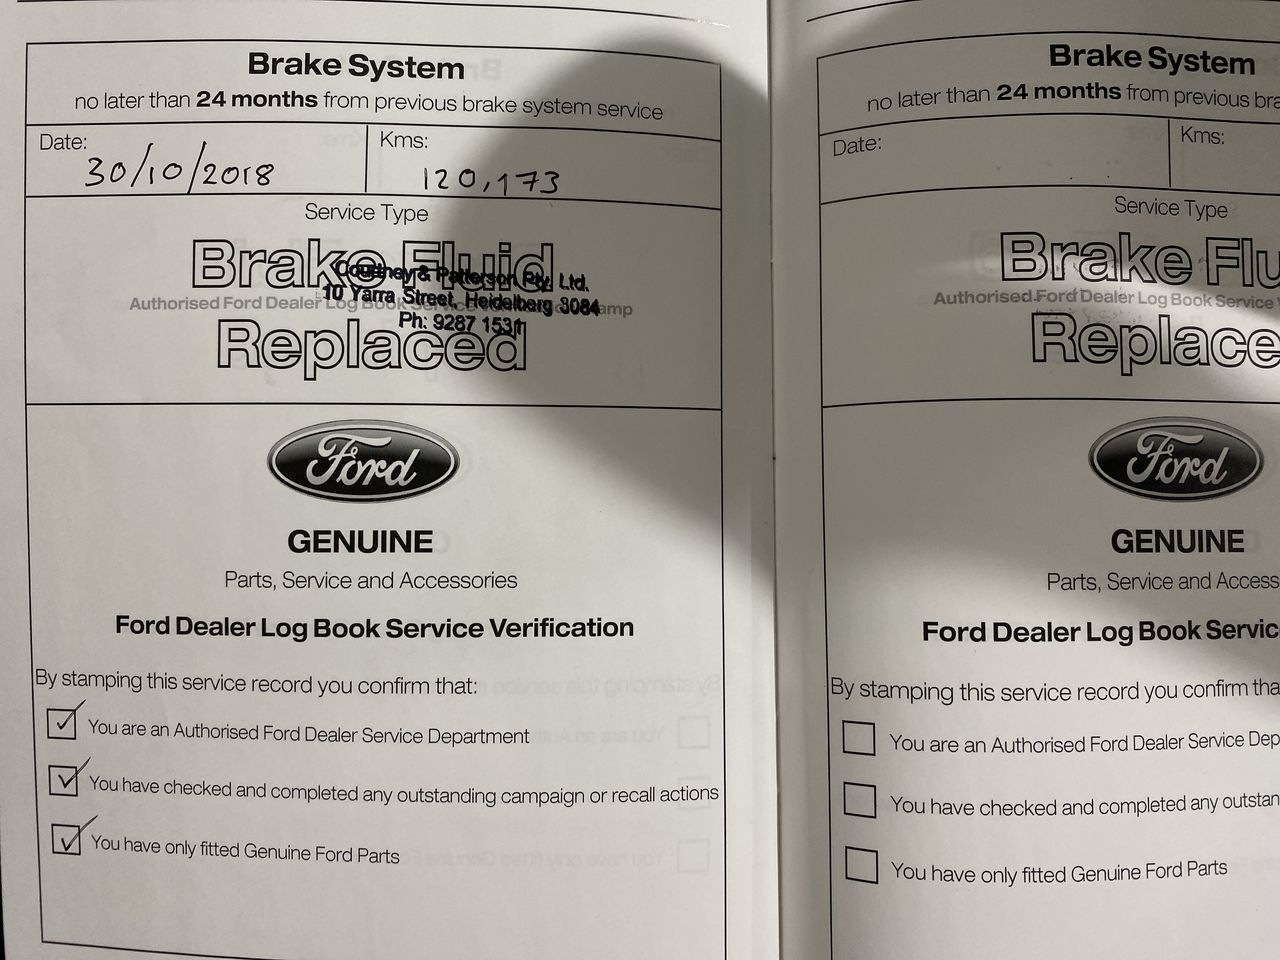 Brake System
no later than 24 months from previous brake system service
Date:
30/10/2018
Kms:
120,173
Service Type
Brake Fluid
Courtney & Patterson Pty. Ltd.
10 Yarra Street, Heidelberg 3084
Authorised Ford Dealer Log Book
Ph: 9287 153
Replaced
Ford
GENUINE
Parts, Service and Accessories
Ford Dealer Log Book Service Verification
By stamping this service record you confirm that:
You are an Authorised Ford Dealer Service Department
You have checked and completed any outstanding campaign or recall actions
You have only fitted Genuine Ford Parts
Brake System
no later than 24 months from previous bra
Date:
Kms:
Service Type
Brake Flu
Authorised Ford Dealer Log Book Service
Replace
Ford
GENUINE
Parts, Service and Access
Ford Dealer Log Book Servic
By stamping this service record you confirm tha
You are an Authorised Ford Dealer Service Dep
You have checked and completed any outstan
You have only fitted Genuine Ford Parts